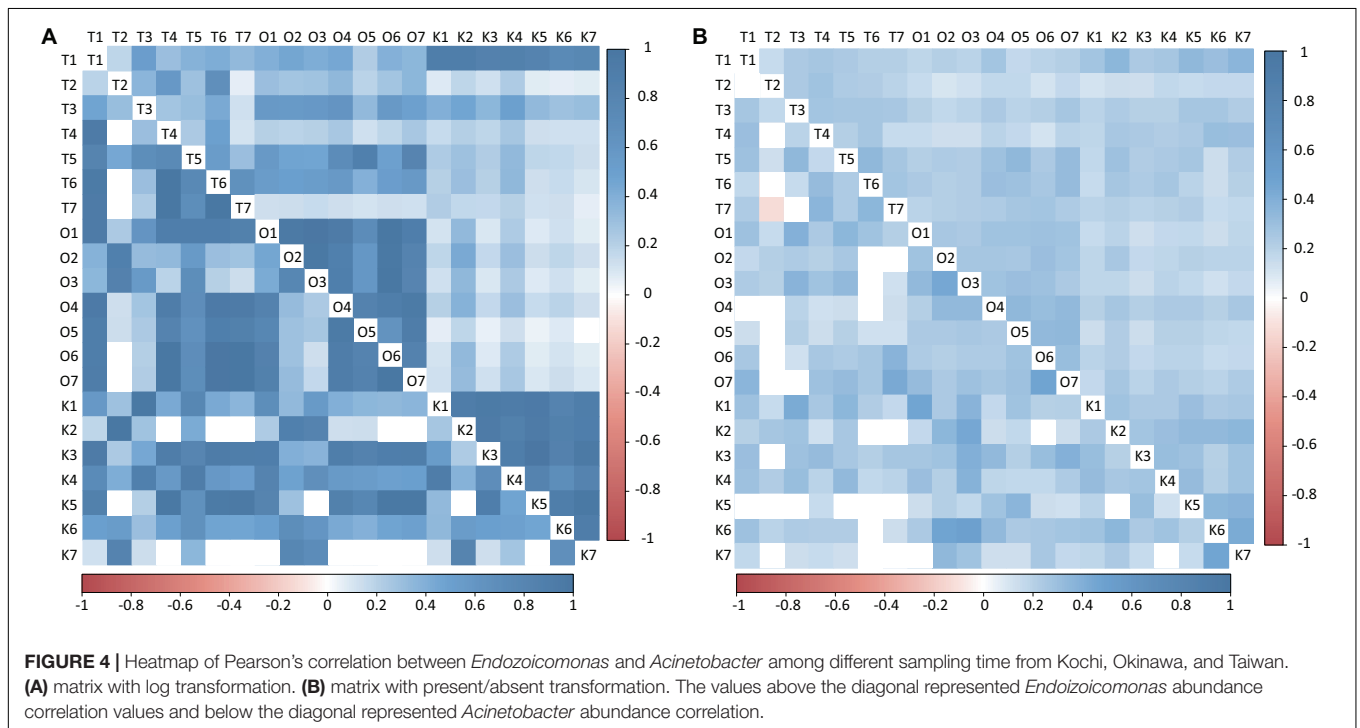 A
T1 T2 T3 T4 T5 T6 T7 O1 O2 O3 O4 O5 O6 O7 K1 K2 K3 K4 K5 K6 K7
T1 T1
T2 T2
T3 T3
T4 T4
T5 T5
T6 T6
T7 T7
O1 O1
O2 O2
O3 O3
O4 O4
O5 O5
O6 O6
O7 O7
K1 K1
K2 K2
K3 K3
K4 K4
K5 K5
K6 K6
K7 K7
1
0.8
0.6
0.4
0.2
0
-0.2
-0.4
-0.6
-0.8
-1
-1 -0.8 -0.6 -0.4 -0.2 0 0.2 0.4 0.6 0.8 1
B
T1 T2 T3 T4 T5 T6 T7 O1 O2 O3 O4 O5 O6 O7 K1 K2 K3 K4 K5 K6 K7
T1 T1
T2 T2
T3 T3
T4 T4
T5 T5
T6 T6
T7 T7
O1 O1
O2 O2
O3 O3
O4 O4
O5 O5
O6 O6
O7 O7
K1 K1
K2 K2
K3 K3
K4 K4
K5 K5
K6 K6
K7 K7
1
0.8
0.6
0.4
0.2
0
-0.2
-0.4
-0.6
-0.8
-1
-1 -0.8 -0.6 -0.4 -0.2 0 0.2 0.4 0.6 0.8 1
FIGURE 4 | Heatmap of Pearson's correlation between Endozoicomonas and Acinetobacter among different sampling time from Kochi, Okinawa, and Taiwan.
(A) matrix with log transformation. (B) matrix with present/absent transformation. The values above the diagonal represented Endoizoicomonas abundance
correlation values and below the diagonal represented Acinetobacter abundance correlation.